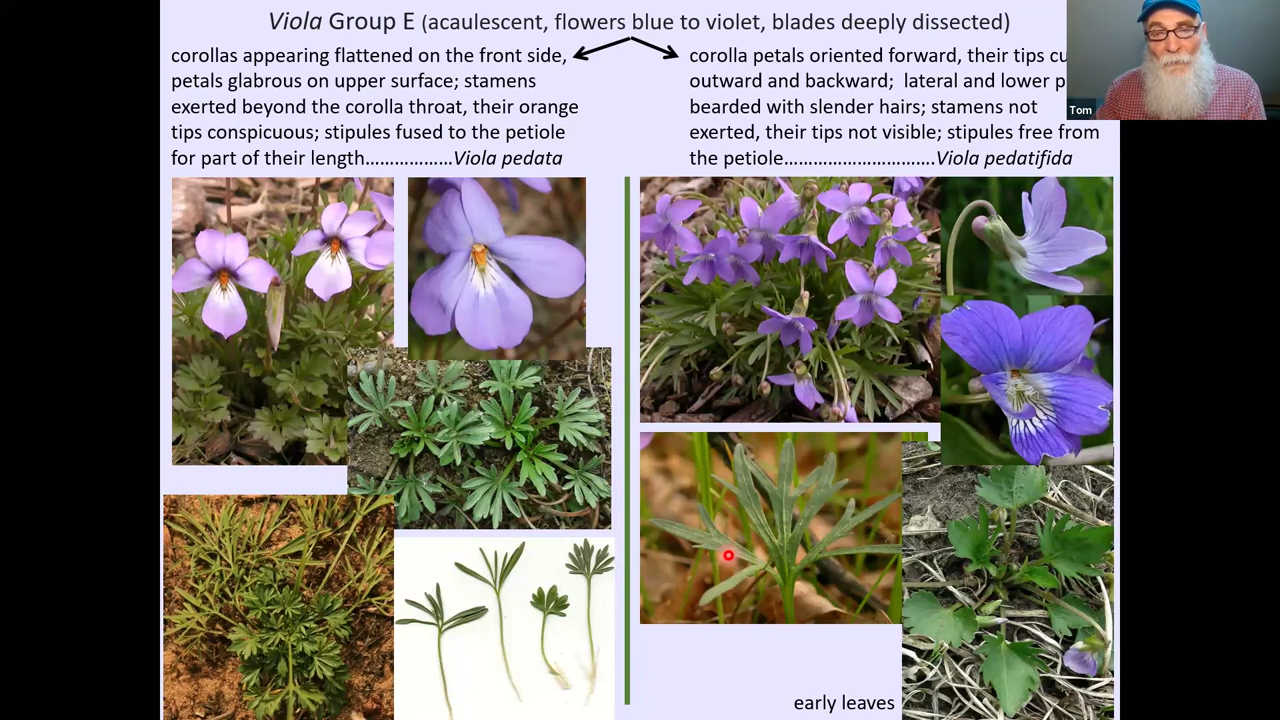 Viola Group E (acaulescent, flowers blue to violet, blades deeply dissected)
corollas appearing flattened on the front side,
petals glabrous on upper surface; stamens
exerted beyond the corolla throat, their orange
tips conspicuous; stipules fused to the petiole
for part of their length..................Viola pedata
corolla petals oriented forward, their tips
outward and backward;  lateral and lower
bearded with slender hairs; stamens not
exerted, their tips not visible; stipules free from
the petiole..............................Viola pedatifida
Tom
early leaves